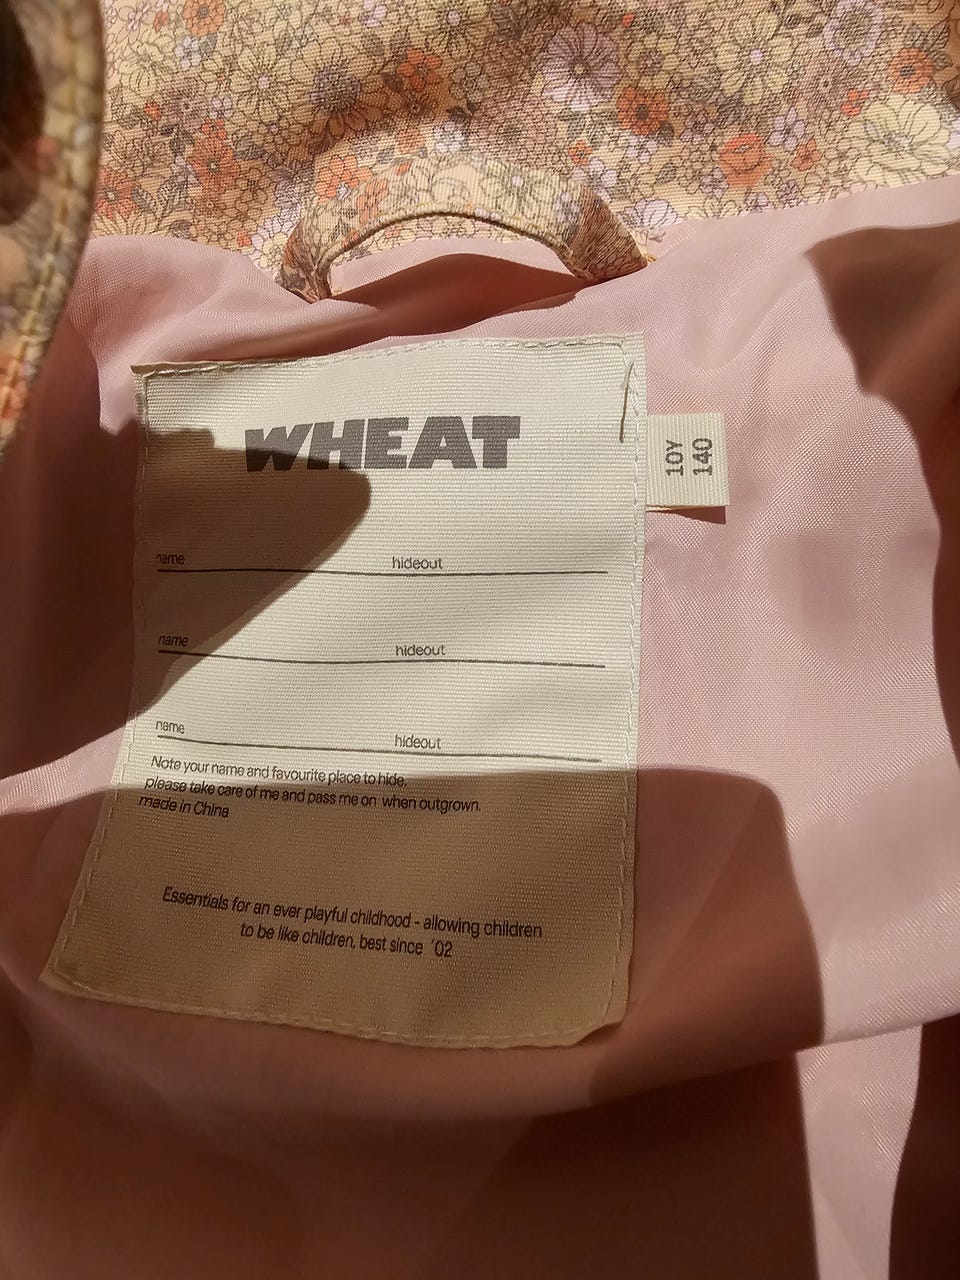 WHEAT
10Y
140
name hideout
name hideout
name hideout
Note your name and favourite place to hide.
please take care of me and pass me on when outgrown.
made in China
Essentials for an ever playful childhood - allowing children
to be like children, best since '02